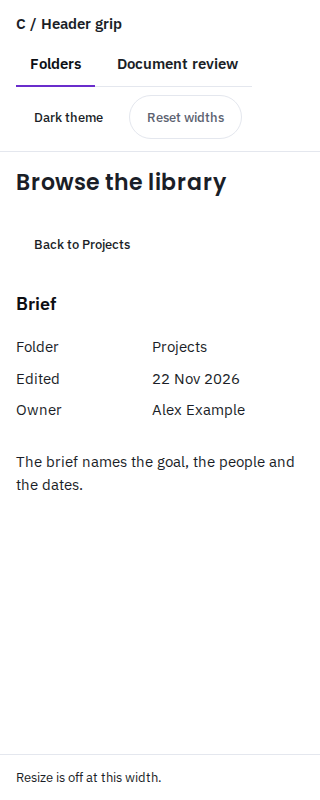 C / Header grip
Folders Document review
Dark theme Reset widths
Browse the library
Back to Projects
Brief
Folder Projects
Edited 22 Nov 2026
Owner Alex Example
The brief names the goal, the people and
the dates.
Resize is off at this width.